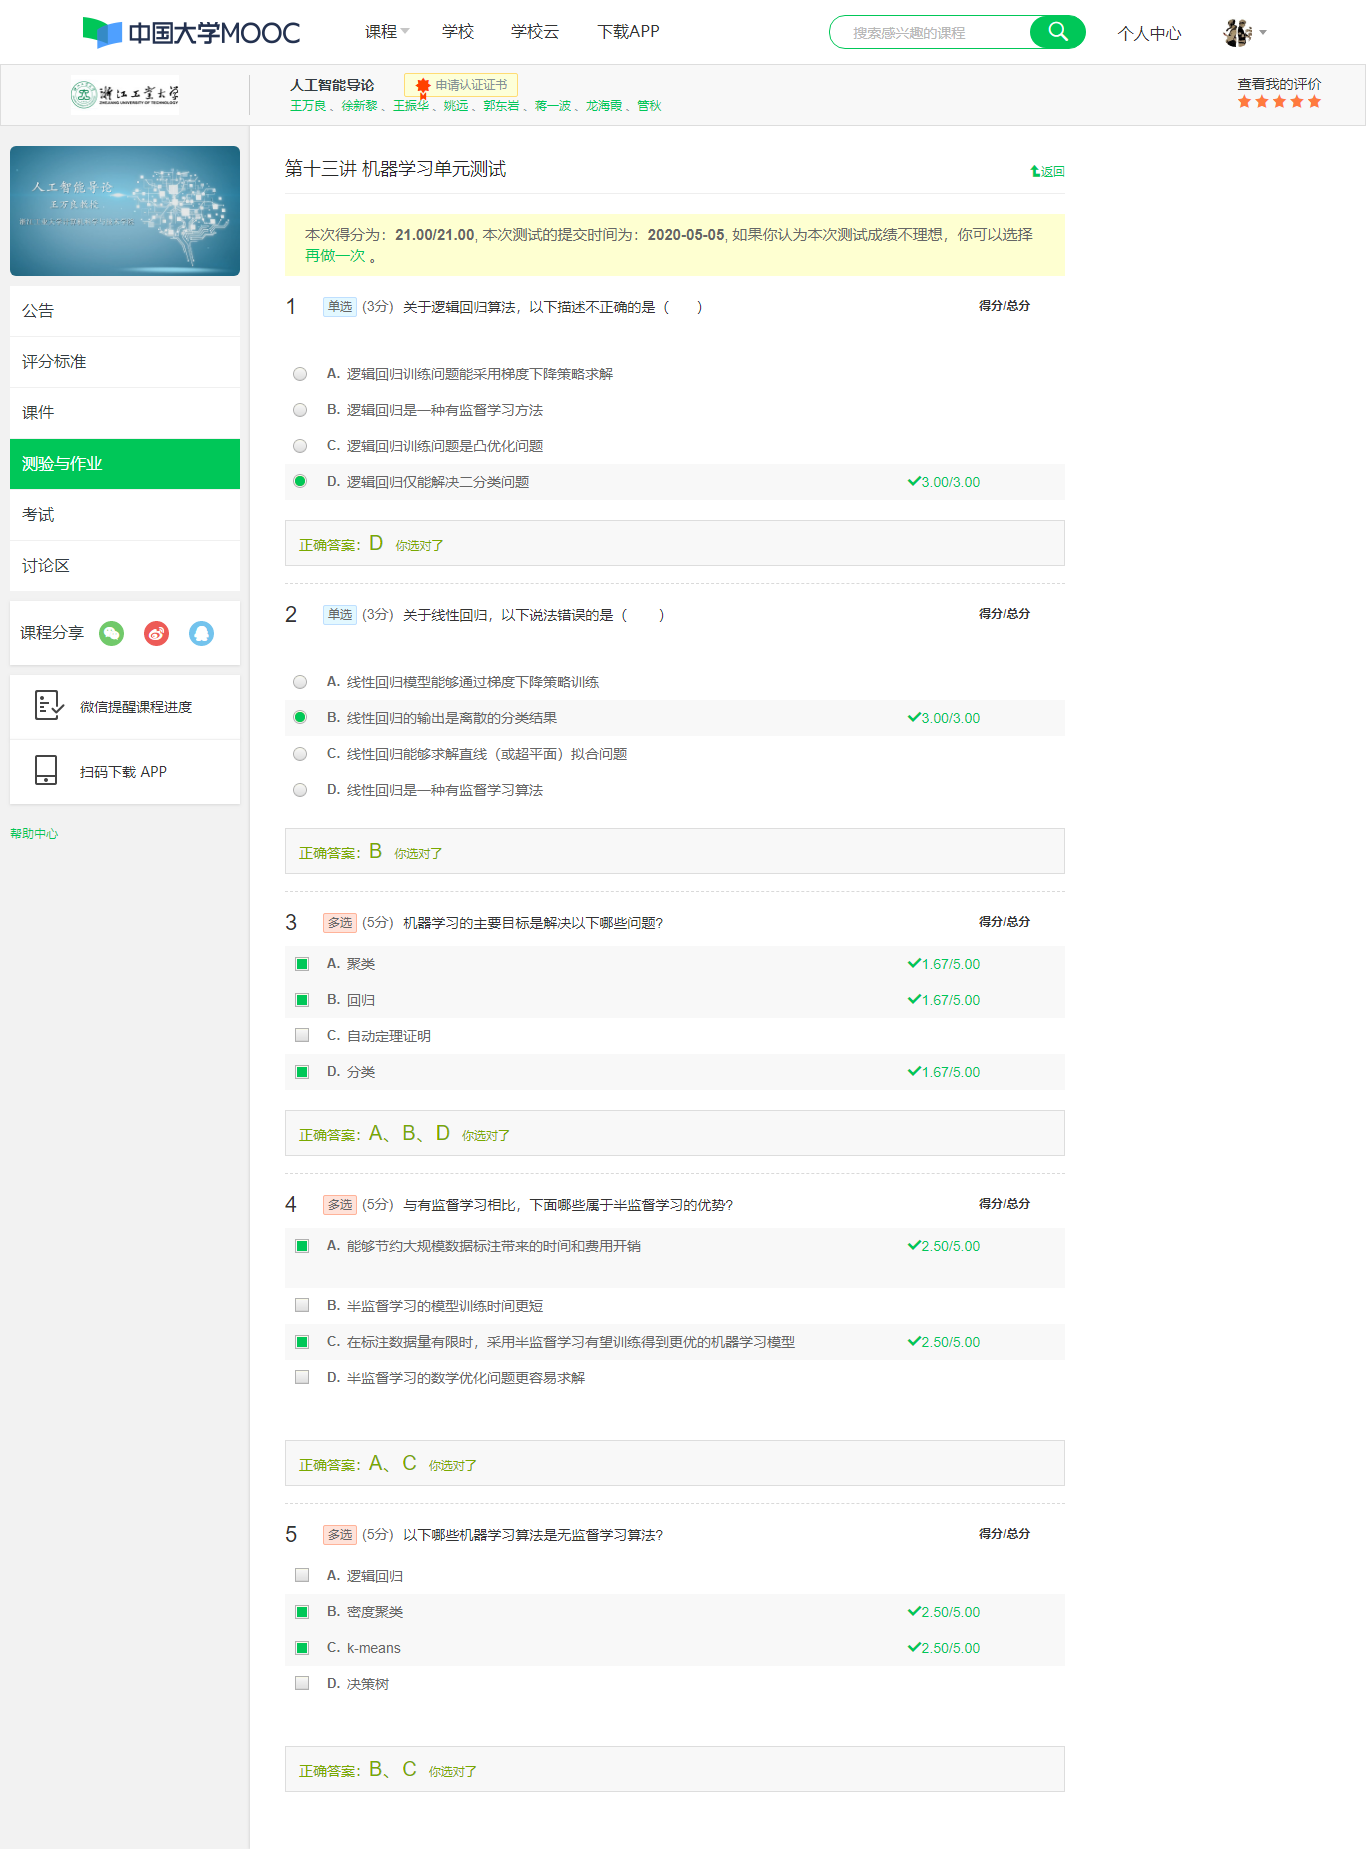 中国大学MOOC
课程 学校 学校云 下载APP
搜索感兴趣的课程
个人中心
浙江工业大学
ZHEJIANG UNIVERSITY OF TECHNOLOGY
人工智能导论 申请认证证书
王万良 、徐新黎 、王振华 、姚远 、郭东岩 、蒋一波 、龙海霞 、管秋
查看我的评价
人工智能导论
王万良教授
公告
评分标准
课件
测验与作业
考试
讨论区
课程分享
微信提醒课程进度
扫码下载 APP
帮助中心
第十三讲 机器学习单元测试
返回
本次得分为：21.00/21.00, 本次测试的提交时间为：2020-05-05, 如果你认为本次测试成绩不理想，你可以选择
再做一次 。
1 单选 (3分) 关于逻辑回归算法，以下描述不正确的是（ ） 得分/总分
A. 逻辑回归训练问题能采用梯度下降策略求解
B. 逻辑回归是一种有监督学习方法
C. 逻辑回归训练问题是凸优化问题
D. 逻辑回归仅能解决二分类问题 3.00/3.00
正确答案：D 你选对了
2 单选 (3分) 关于线性回归，以下说法错误的是（ ） 得分/总分
A. 线性回归模型能够通过梯度下降策略训练
B. 线性回归的输出是离散的分类结果 3.00/3.00
C. 线性回归能够求解直线（或超平面）拟合问题
D. 线性回归是一种有监督学习算法
正确答案：B 你选对了
3 多选 (5分) 机器学习的主要目标是解决以下哪些问题? 得分/总分
A. 聚类 1.67/5.00
B. 回归 1.67/5.00
C. 自动定理证明
D. 分类 1.67/5.00
正确答案：A、B、D 你选对了
4 多选 (5分) 与有监督学习相比，下面哪些属于半监督学习的优势? 得分/总分
A. 能够节约大规模数据标注带来的时间和费用开销 2.50/5.00
B. 半监督学习的模型训练时间更短
C. 在标注数据量有限时，采用半监督学习有望训练得到更优的机器学习模型 2.50/5.00
D. 半监督学习的数学优化问题更容易求解
正确答案：A、C 你选对了
5 多选 (5分) 以下哪些机器学习算法是无监督学习算法? 得分/总分
A. 逻辑回归
B. 密度聚类 2.50/5.00
C. k-means 2.50/5.00
D. 决策树
正确答案：B、C 你选对了